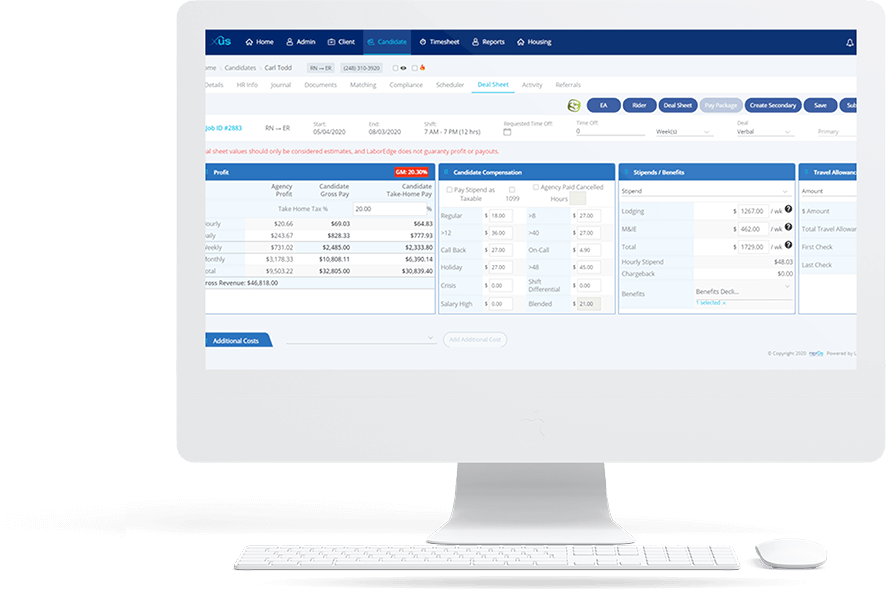 xus Home Admin Client Candidate Timesheet Reports Housing
ome Candidates Carl Todd RN → ER (248) 310-3920
Details HR Info Journal Documents Matching Compliance Scheduler Deal Sheet Activity Referrals
EA Rider Deal Sheet Pay Package Create Secondary Save Sub
Job ID #2883 RN → ER Start: 05/04/2020 End: 08/03/2020 Shift: 7 AM - 7 PM (12 hrs) Requested Time Off: Time Off: 0 Week(s) Deal Verbal Primary
al sheet values should only be considered estimates, and LaborEdge does not guaranty profit or payouts.
Profit GM: 20.30%
Agency Profit Candidate Gross Pay Candidate Take-Home Pay
Take Home Tax % 20.00 %
ourly $20.66 $69.03 $64.83
aily $243.67 $828.33 $777.93
Weekly $731.02 $2,485.00 $2,333.80
Monthly $3,178.33 $10,808.11 $6,390.14
otal $9,503.22 $32,805.00 $30,839.40
ross Revenue: $46,818.00
Candidate Compensation
Pay Stipend as Taxable 1099 Agency Paid Cancelled Hours
Regular $ 18.00 >8 $ 27.00
>12 $ 36.00 >40 $ 27.00
Call Back $ 27.00 On-Call $ 4.90
Holiday $ 27.00 >48 $ 45.00
Crisis $ 0.00 Shift Differential $ 0.00
Salary High $ 0.00 Blended $ 21.00
Stipends / Benefits
Stipend
Lodging $ 1267.00 / wk ?
M&E $ 462.00 / wk ?
Total $ 1729.00 / wk ?
Hourly Stipend $48.03
Chargeback $0.00
Benefits Benefits Deck...
1 selected ×
Travel Allowanc
Amount
$ Amount
Total Travel Allowar
First Check
Last Check
Additional Costs Add Additional Cost
© Copyright 2020 Powered by L